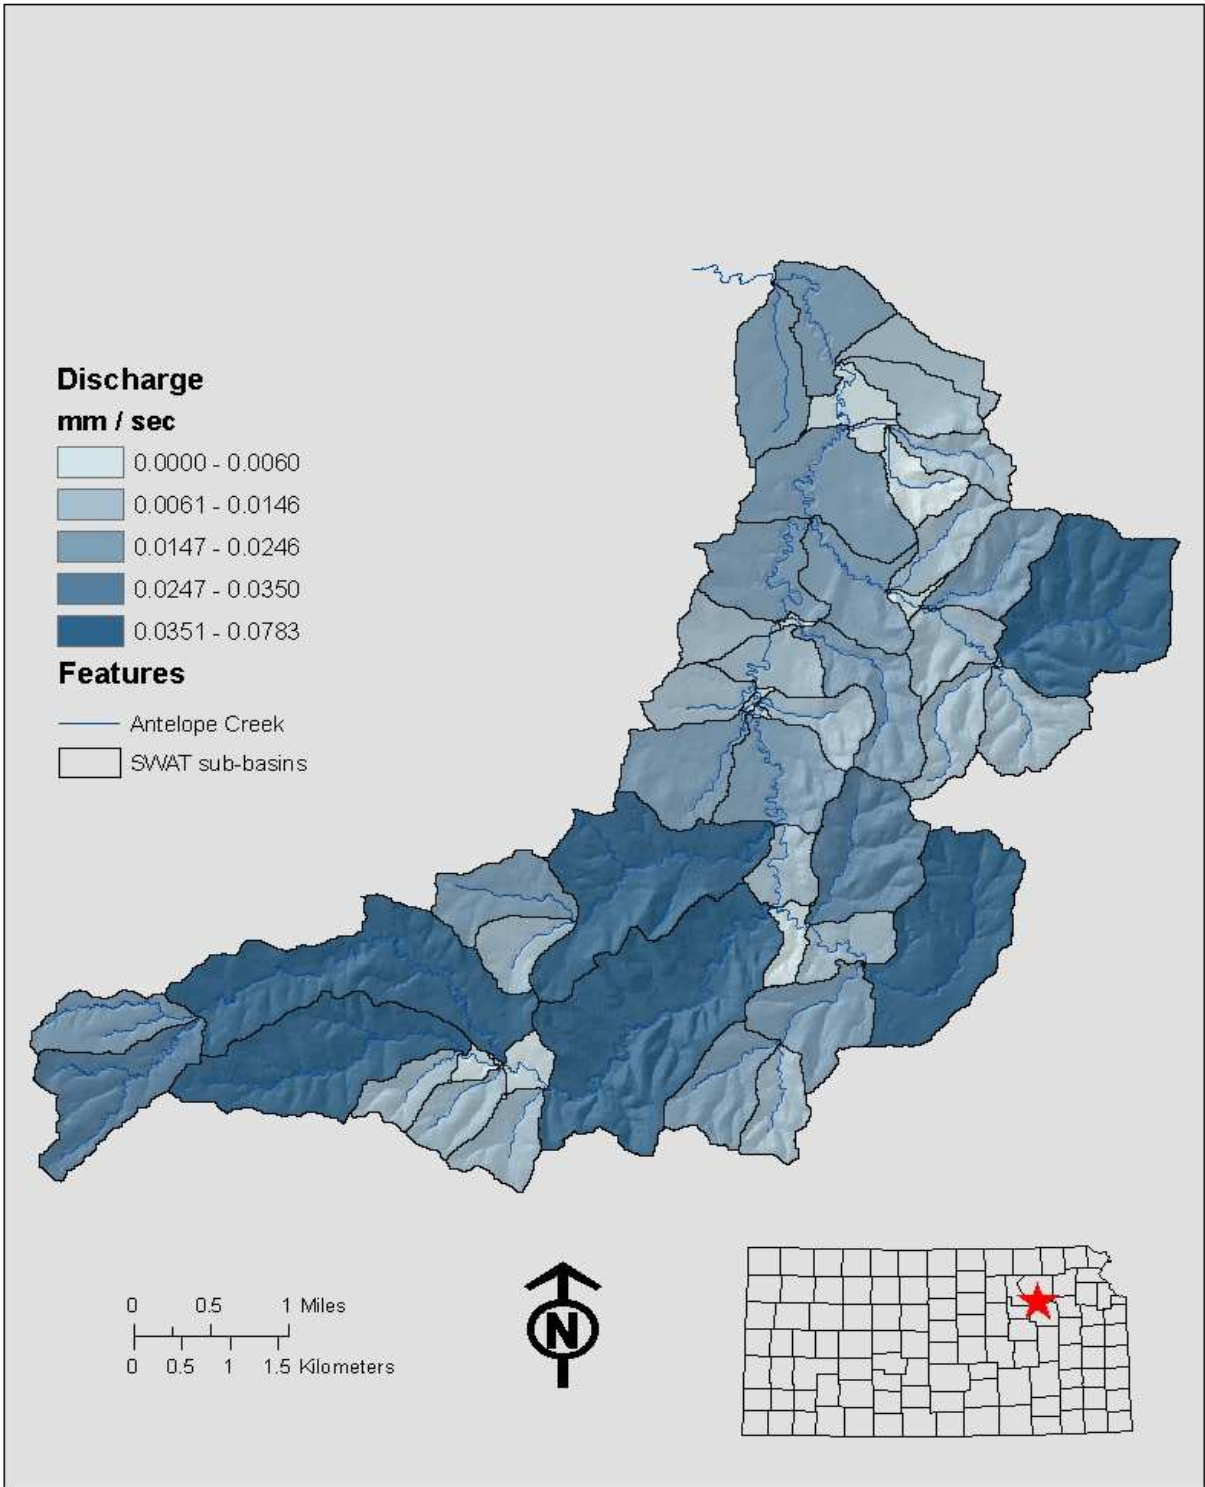 Discharge
mm / sec
0.0000 - 0.0060
0.0061 - 0.0146
0.0147 - 0.0246
0.0247 - 0.0350
0.0351 - 0.0783
Features
Antelope Creek
SWAT sub-basins
0 0.5 1 Miles
0 0.5 1 1.5 Kilometers
N